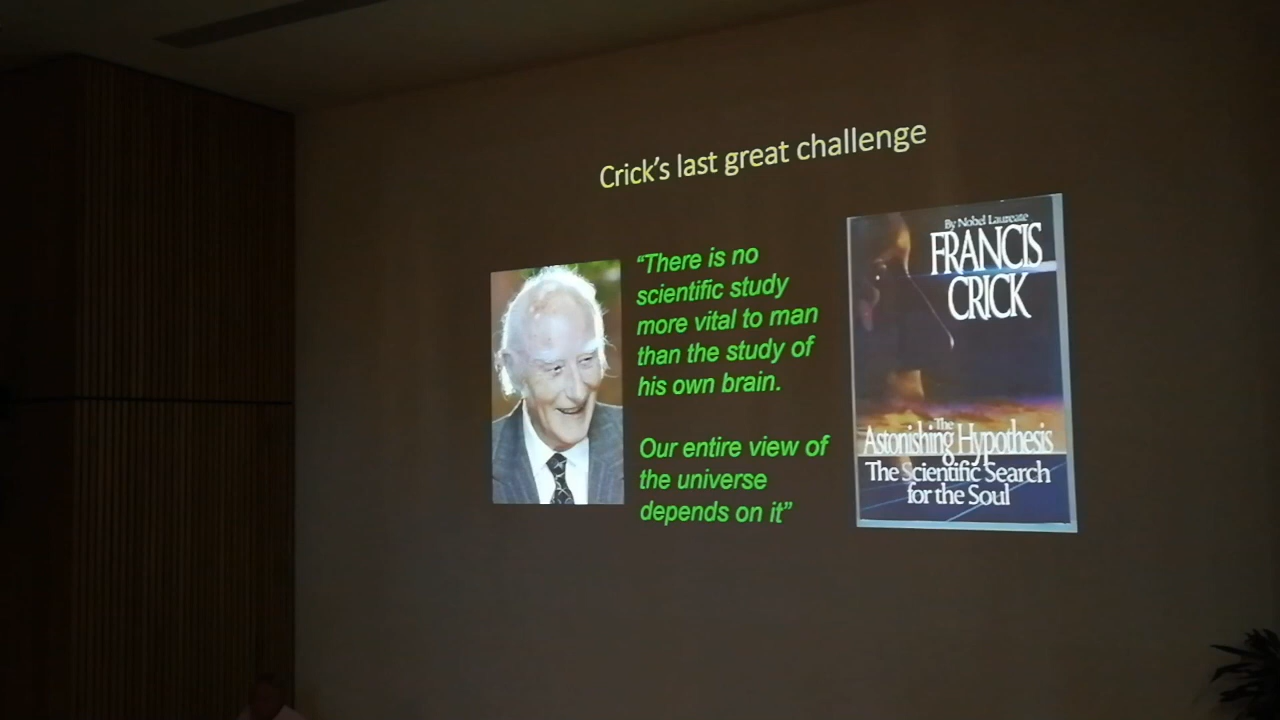 Crick's last great challenge
“There is no
scientific study
more vital to man
than the study of
his own brain.
Our entire view of
the universe
depends on it”
By Nobel Laureate
FRANCIS
CRICK
The
Astonishing Hypothesis
The Scientific Search
for the Soul